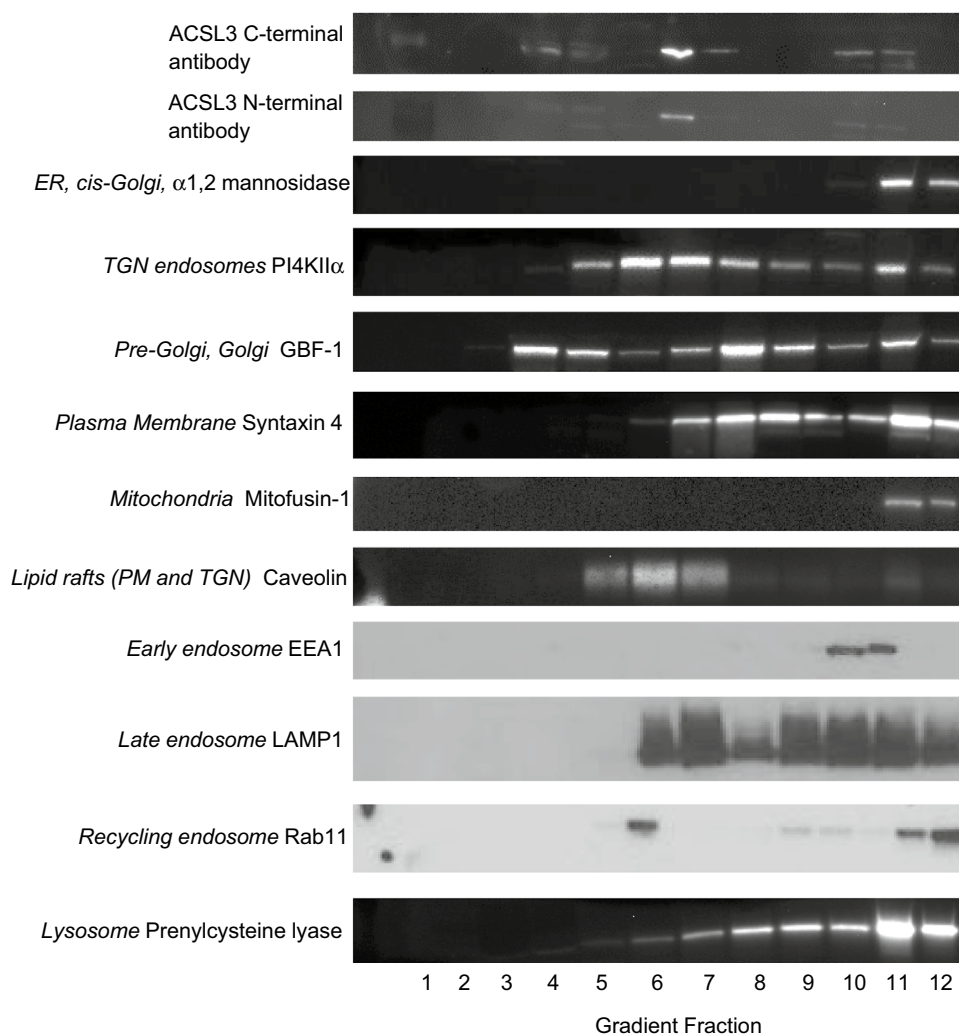 ACSL3 C-terminal
antibody
ACSL3 N-terminal
antibody
ER, cis-Golgi, α1,2 mannosidase
TGN endosomes PI4KIIα
Pre-Golgi, Golgi GBF-1
Plasma Membrane Syntaxin 4
Mitochondria Mitofusin-1
Lipid rafts (PM and TGN) Caveolin
Early endosome EEA1
Late endosome LAMP1
Recycling endosome Rab11
Lysosome Prenylcysteine lyase
1 2 3 4 5 6 7 8 9 10 11 12
Gradient Fraction